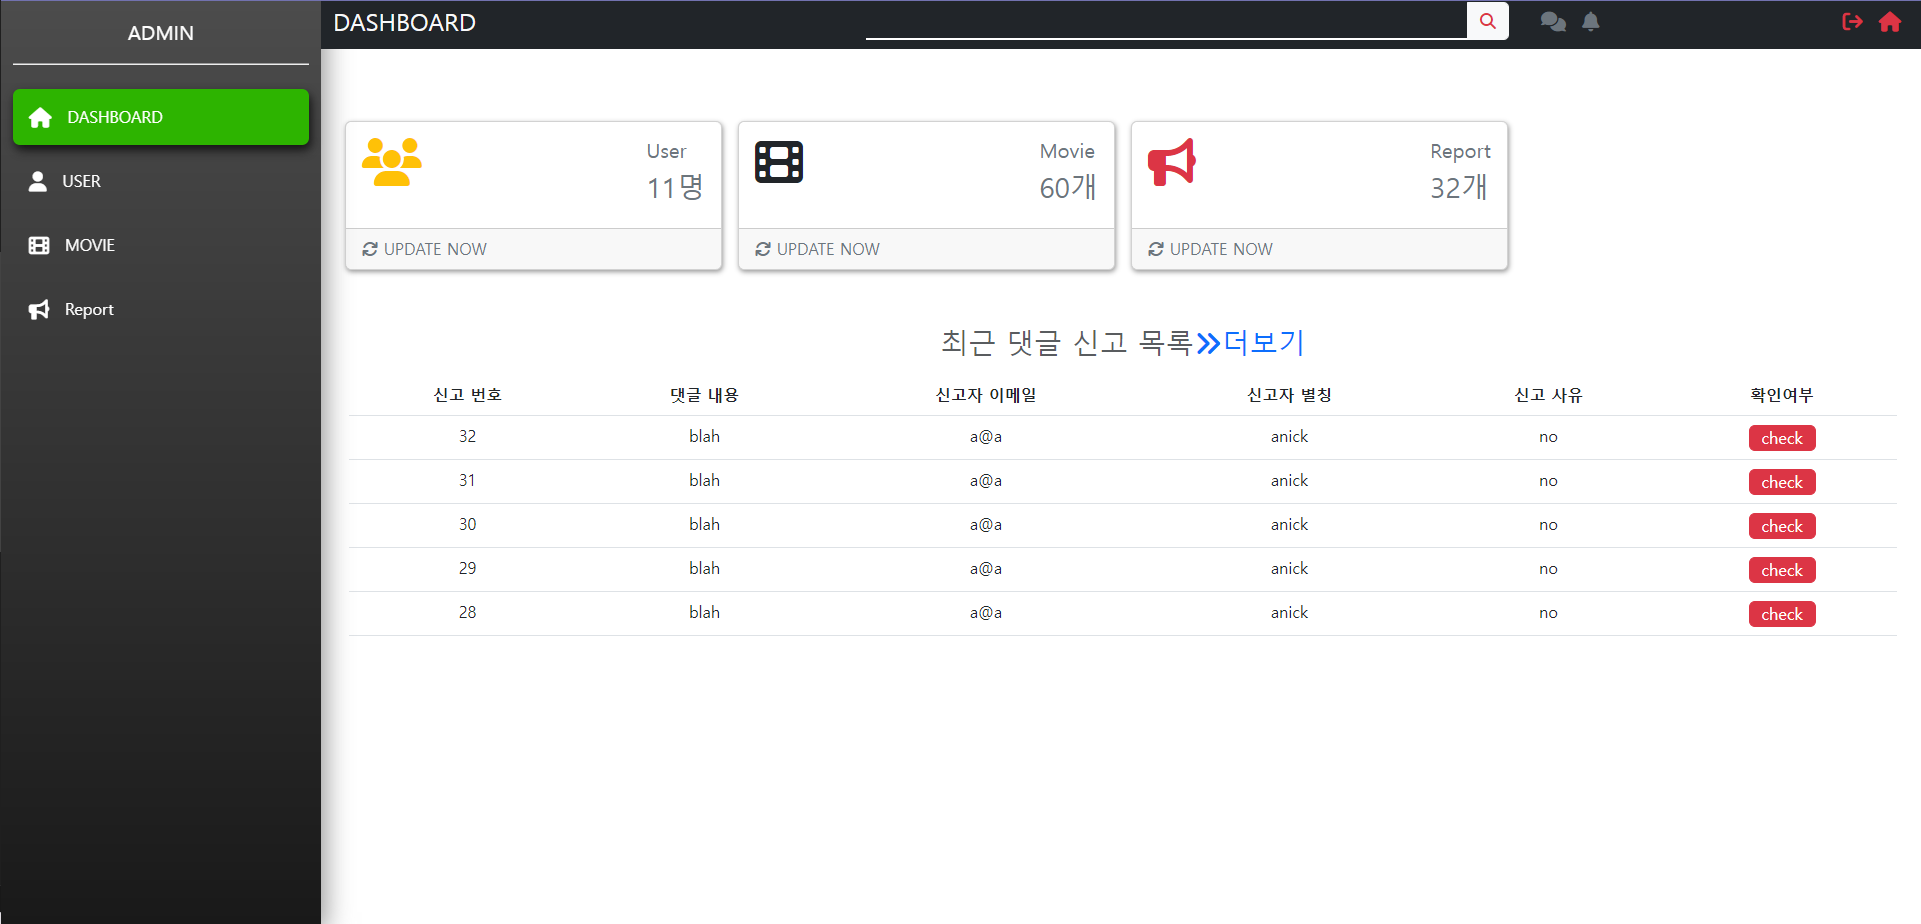 ADMIN
DASHBOARD
USER
MOVIE
Report
DASHBOARD
User
11명
UPDATE NOW
Movie
60개
UPDATE NOW
Report
32개
UPDATE NOW
최근 댓글 신고 목록 더보기
신고 번호 댓글 내용 신고자 이메일 신고자 별칭 신고 사유 확인여부
32 blah a@a anick no check
31 blah a@a anick no check
30 blah a@a anick no check
29 blah a@a anick no check
28 blah a@a anick no check